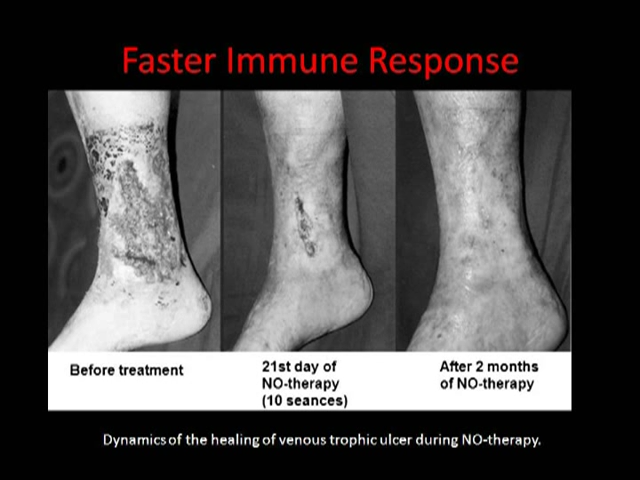 Faster Immune Response
Before treatment
21st day of
NO-therapy
(10 seances)
After 2 months
of NO-therapy
Dynamics of the healing of venous trophic ulcer during NO-therapy.